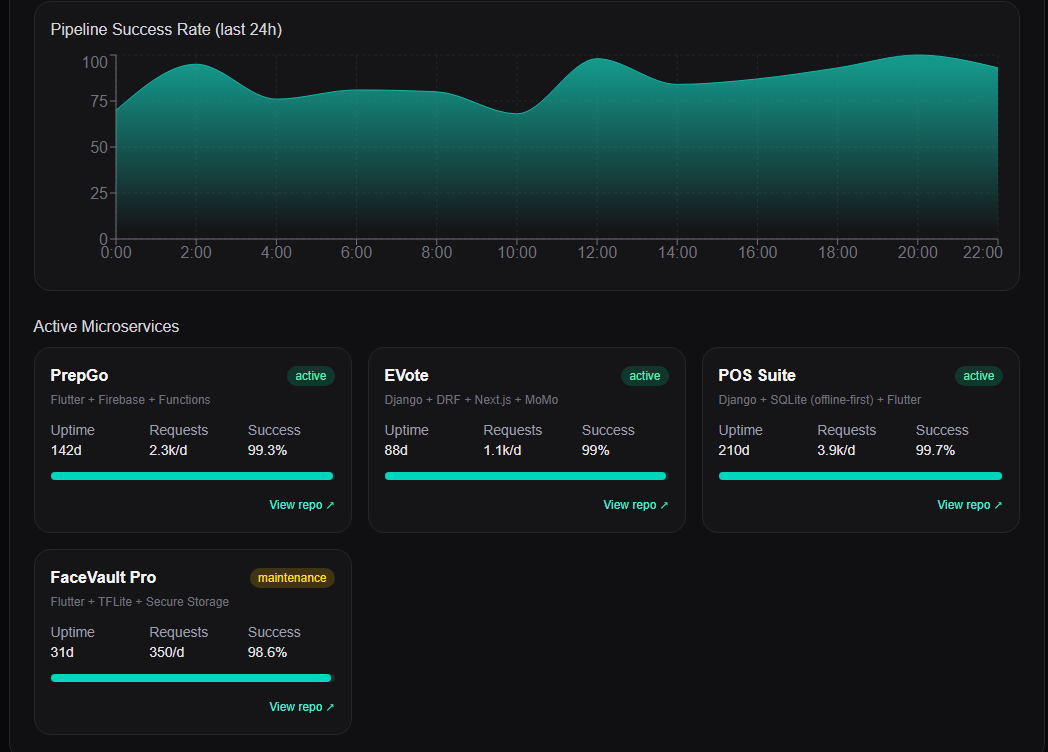 Pipeline Success Rate (last 24h)
100
75
50
25
0
0:00 2:00 4:00 6:00 8:00 10:00 12:00 14:00 16:00 18:00 20:00 22:00
Active Microservices
PrepGo active
Flutter + Firebase + Functions
Uptime Requests Success
142d 2.3k/d 99.3%
View repo ↗
EVote active
Django + DRF + Next.js + MoMo
Uptime Requests Success
88d 1.1k/d 99%
View repo ↗
POS Suite active
Django + SQLite (offline-first) + Flutter
Uptime Requests Success
210d 3.9k/d 99.7%
View repo ↗
FaceVault Pro maintenance
Flutter + TFLite + Secure Storage
Uptime Requests Success
31d 350/d 98.6%
View repo ↗